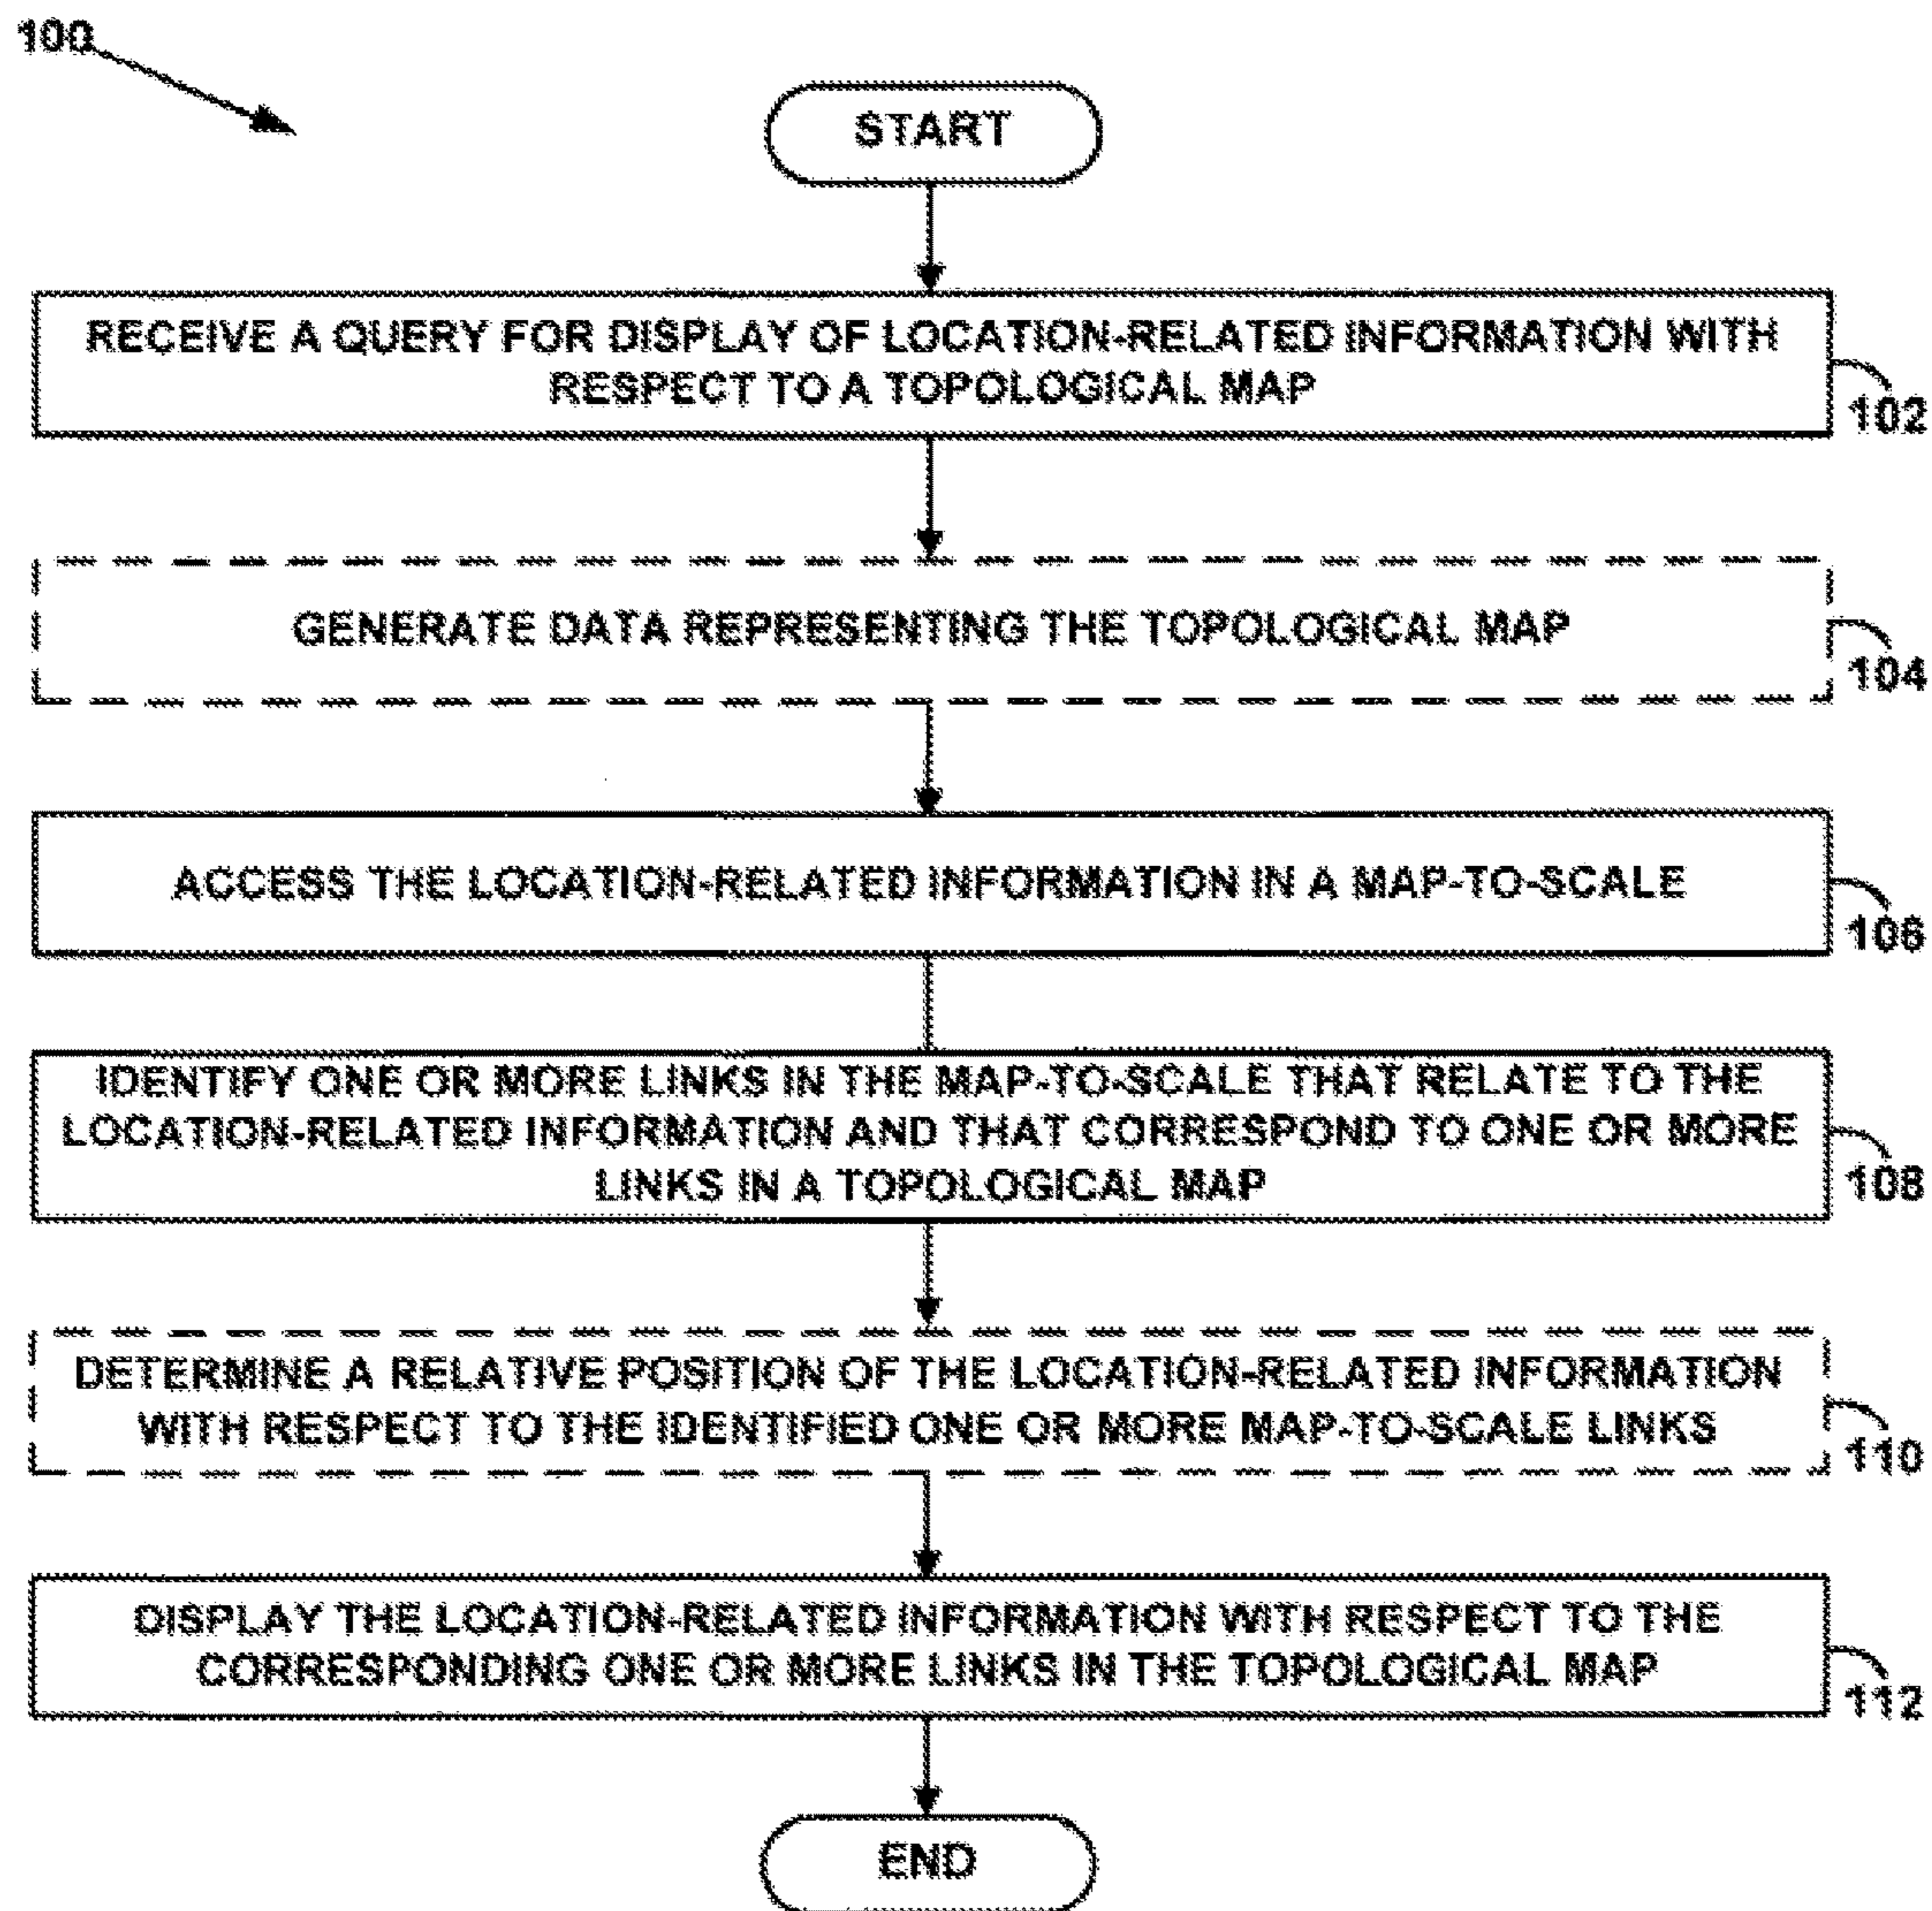 100
START
RECEIVE A QUERY FOR DISPLAY OF LOCATION-RELATED INFORMATION WITH
RESPECT TO A TOPOLOGICAL MAP
102
GENERATE DATA REPRESENTING THE TOPOLOGICAL MAP
104
ACCESS THE LOCATION-RELATED INFORMATION IN A MAP-TO-SCALE
106
IDENTIFY ONE OR MORE LINKS IN THE MAP-TO-SCALE THAT RELATE TO THE
LOCATION-RELATED INFORMATION AND THAT CORRESPOND TO ONE OR MORE
LINKS IN A TOPOLOGICAL MAP
108
DETERMINE A RELATIVE POSITION OF THE LOCATION-RELATED INFORMATION
WITH RESPECT TO THE IDENTIFIED ONE OR MORE MAP-TO-SCALE LINKS
110
DISPLAY THE LOCATION-RELATED INFORMATION WITH RESPECT TO THE
CORRESPONDING ONE OR MORE LINKS IN THE TOPOLOGICAL MAP
112
END